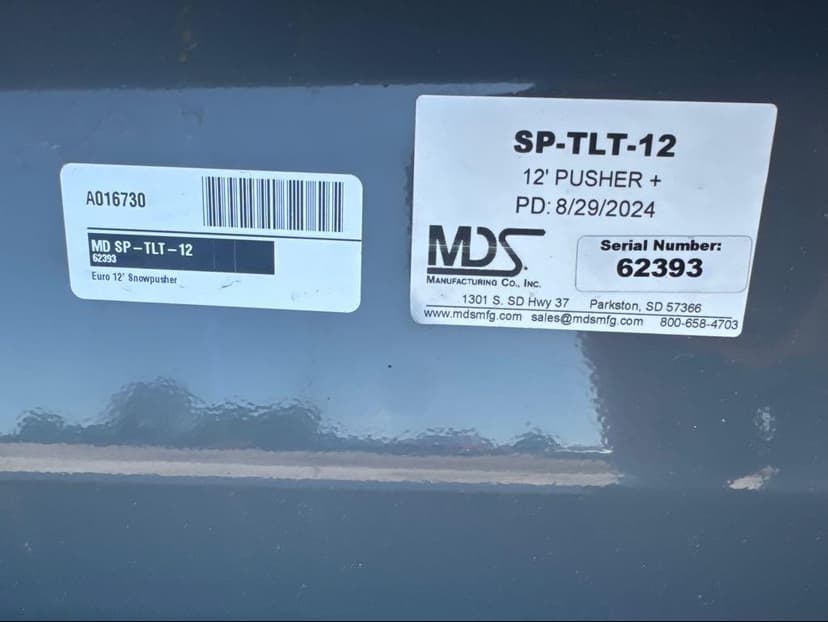 A016730
MD SP-TLT-12
62393
Euro 12' Snowpusher
SP-TLT-12
12' PUSHER +
PD: 8/29/2024
MDS
MANUFACTURING CO., INC.
Serial Number:
62393
1301 S. SD Hwy 37 Parkston, SD 57366
www.mdsmfg.com sales@mdsmfg.com 800-658-4703